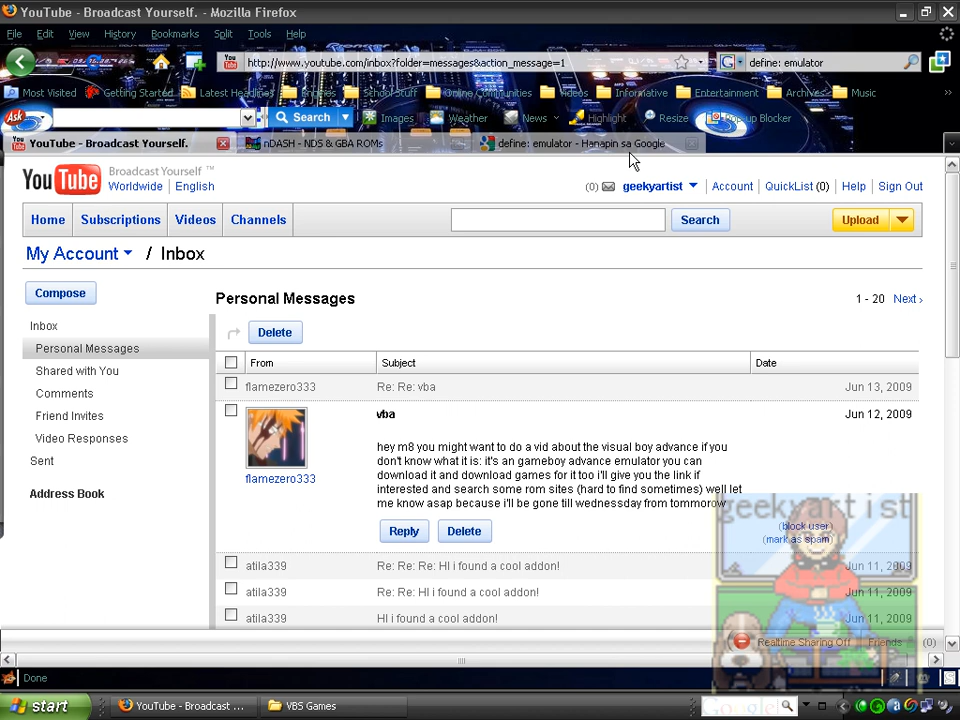 YouTube - Broadcast Yourself. - Mozilla Firefox
File Edit View History Bookmarks Split Tools Help
http://www.youtube.com/inbox?folder=messages&action_message=1
define: emulator
Most Visited Getting Started Latest Headlines School Stuff Online Communities Videos Informative Entertainment Archives Music
Ask Search Images Weather News Highlight Resize Pop-up Blocker
YouTube - Broadcast Yourself. nDASH - NDS & GBA ROMs define: emulator - Hanapin sa Google
YouTube Broadcast Yourself ™
Worldwide English
(0) geekyartist Account QuickList (0) Help Sign Out
Home Subscriptions Videos Channels Search Upload
My Account / Inbox
Compose
Inbox
Personal Messages
Shared with You
Comments
Friend Invites
Video Responses
Sent
Address Book
Personal Messages
1 - 20 Next ›
Delete
From Subject Date
flamezero333 Re: Re: vba Jun 13, 2009
vba Jun 12, 2009
flamezero333
hey m8 you might want to do a vid about the visual boy advance if you
don't know what it is: it's an gameboy advance emulator you can
download it and download games for it too i'll give you the link if
interested and search some rom sites (hard to find sometimes) well let
me know asap because i'll be gone till wednesday from tommorow
geekyartist
Reply Delete
(block user)
(mark as spam)
atila339 Re: Re: Re: HI i found a cool addon! Jun 11, 2009
atila339 Re: Re: HI i found a cool addon! Jun 11, 2009
atila339 HI i found a cool addon! Jun 11, 2009
Realtime Sharing Off Friends (0)
Done
start YouTube - Broadcast ... VBS Games Google